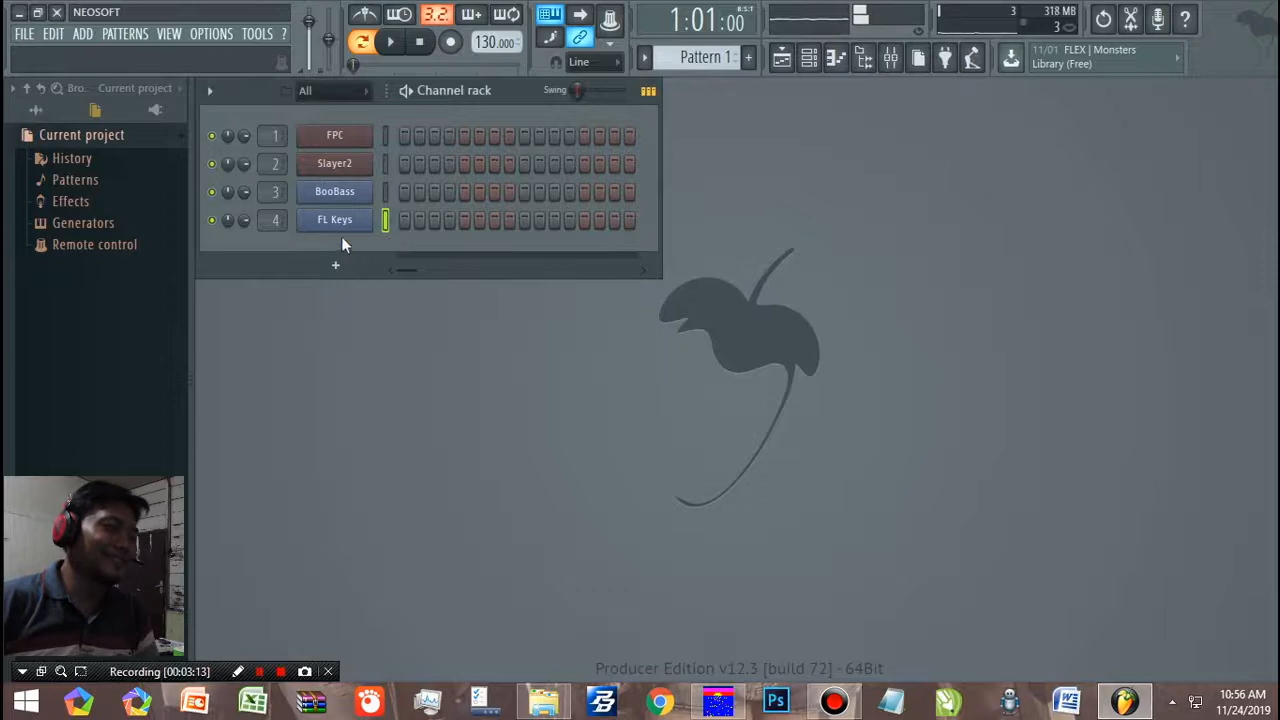 NEOSOFT
FILE EDIT ADD PATTERNS VIEW OPTIONS TOOLS ?
3.2.
130.000
Line
1:01:00
Pattern 1
3 318 MB
3
11/01 FLEX | Monsters
Library (Free)
Bro.. Current project
Current project
History
Patterns
Effects
Generators
Remote control
All
Channel rack
Swing
1 FPC
2 Slayer2
3 BooBass
4 FL Keys
+
Producer Edition v12.3 [build 72] - 64Bit
Recording [00:03:13]
Ps
10:56 AM
11/24/2019